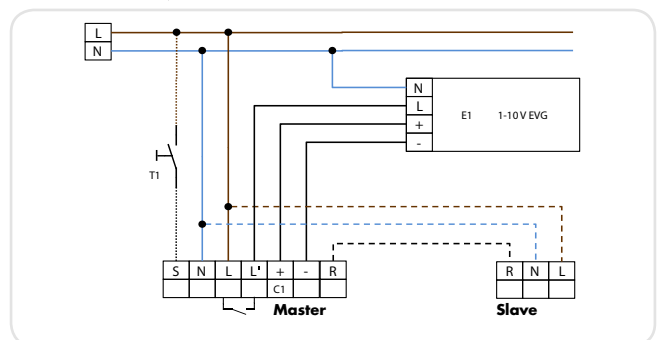 L
N
N
L
+
-
E1 1-10 V EVG
T1
S N L L' + - R
C1
R N L
Master
Slave